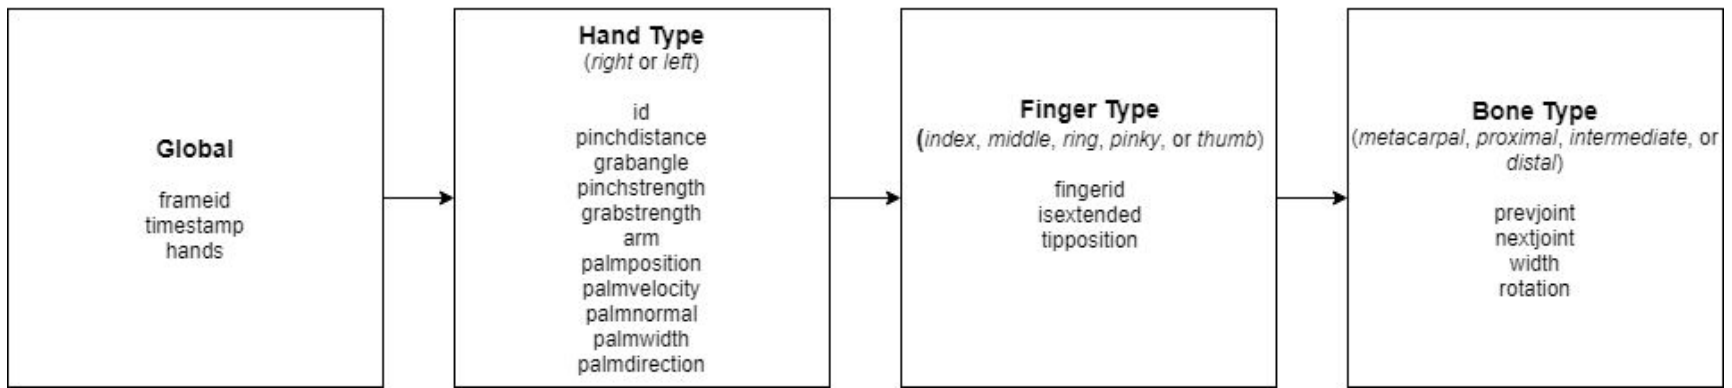 Global
frameid
timestamp
hands
Hand Type
(right or left)
id
pinchdistance
grabangle
pinchstrength
grabstrength
arm
palmposition
palmvelocity
palmnormal
palmwidth
palmdirection
Finger Type
(index, middle, ring, pinky, or thumb)
fingerid
isextended
tipposition
Bone Type
(metacarpal, proximal, intermediate, or
distal)
prevjoint
nextjoint
width
rotation